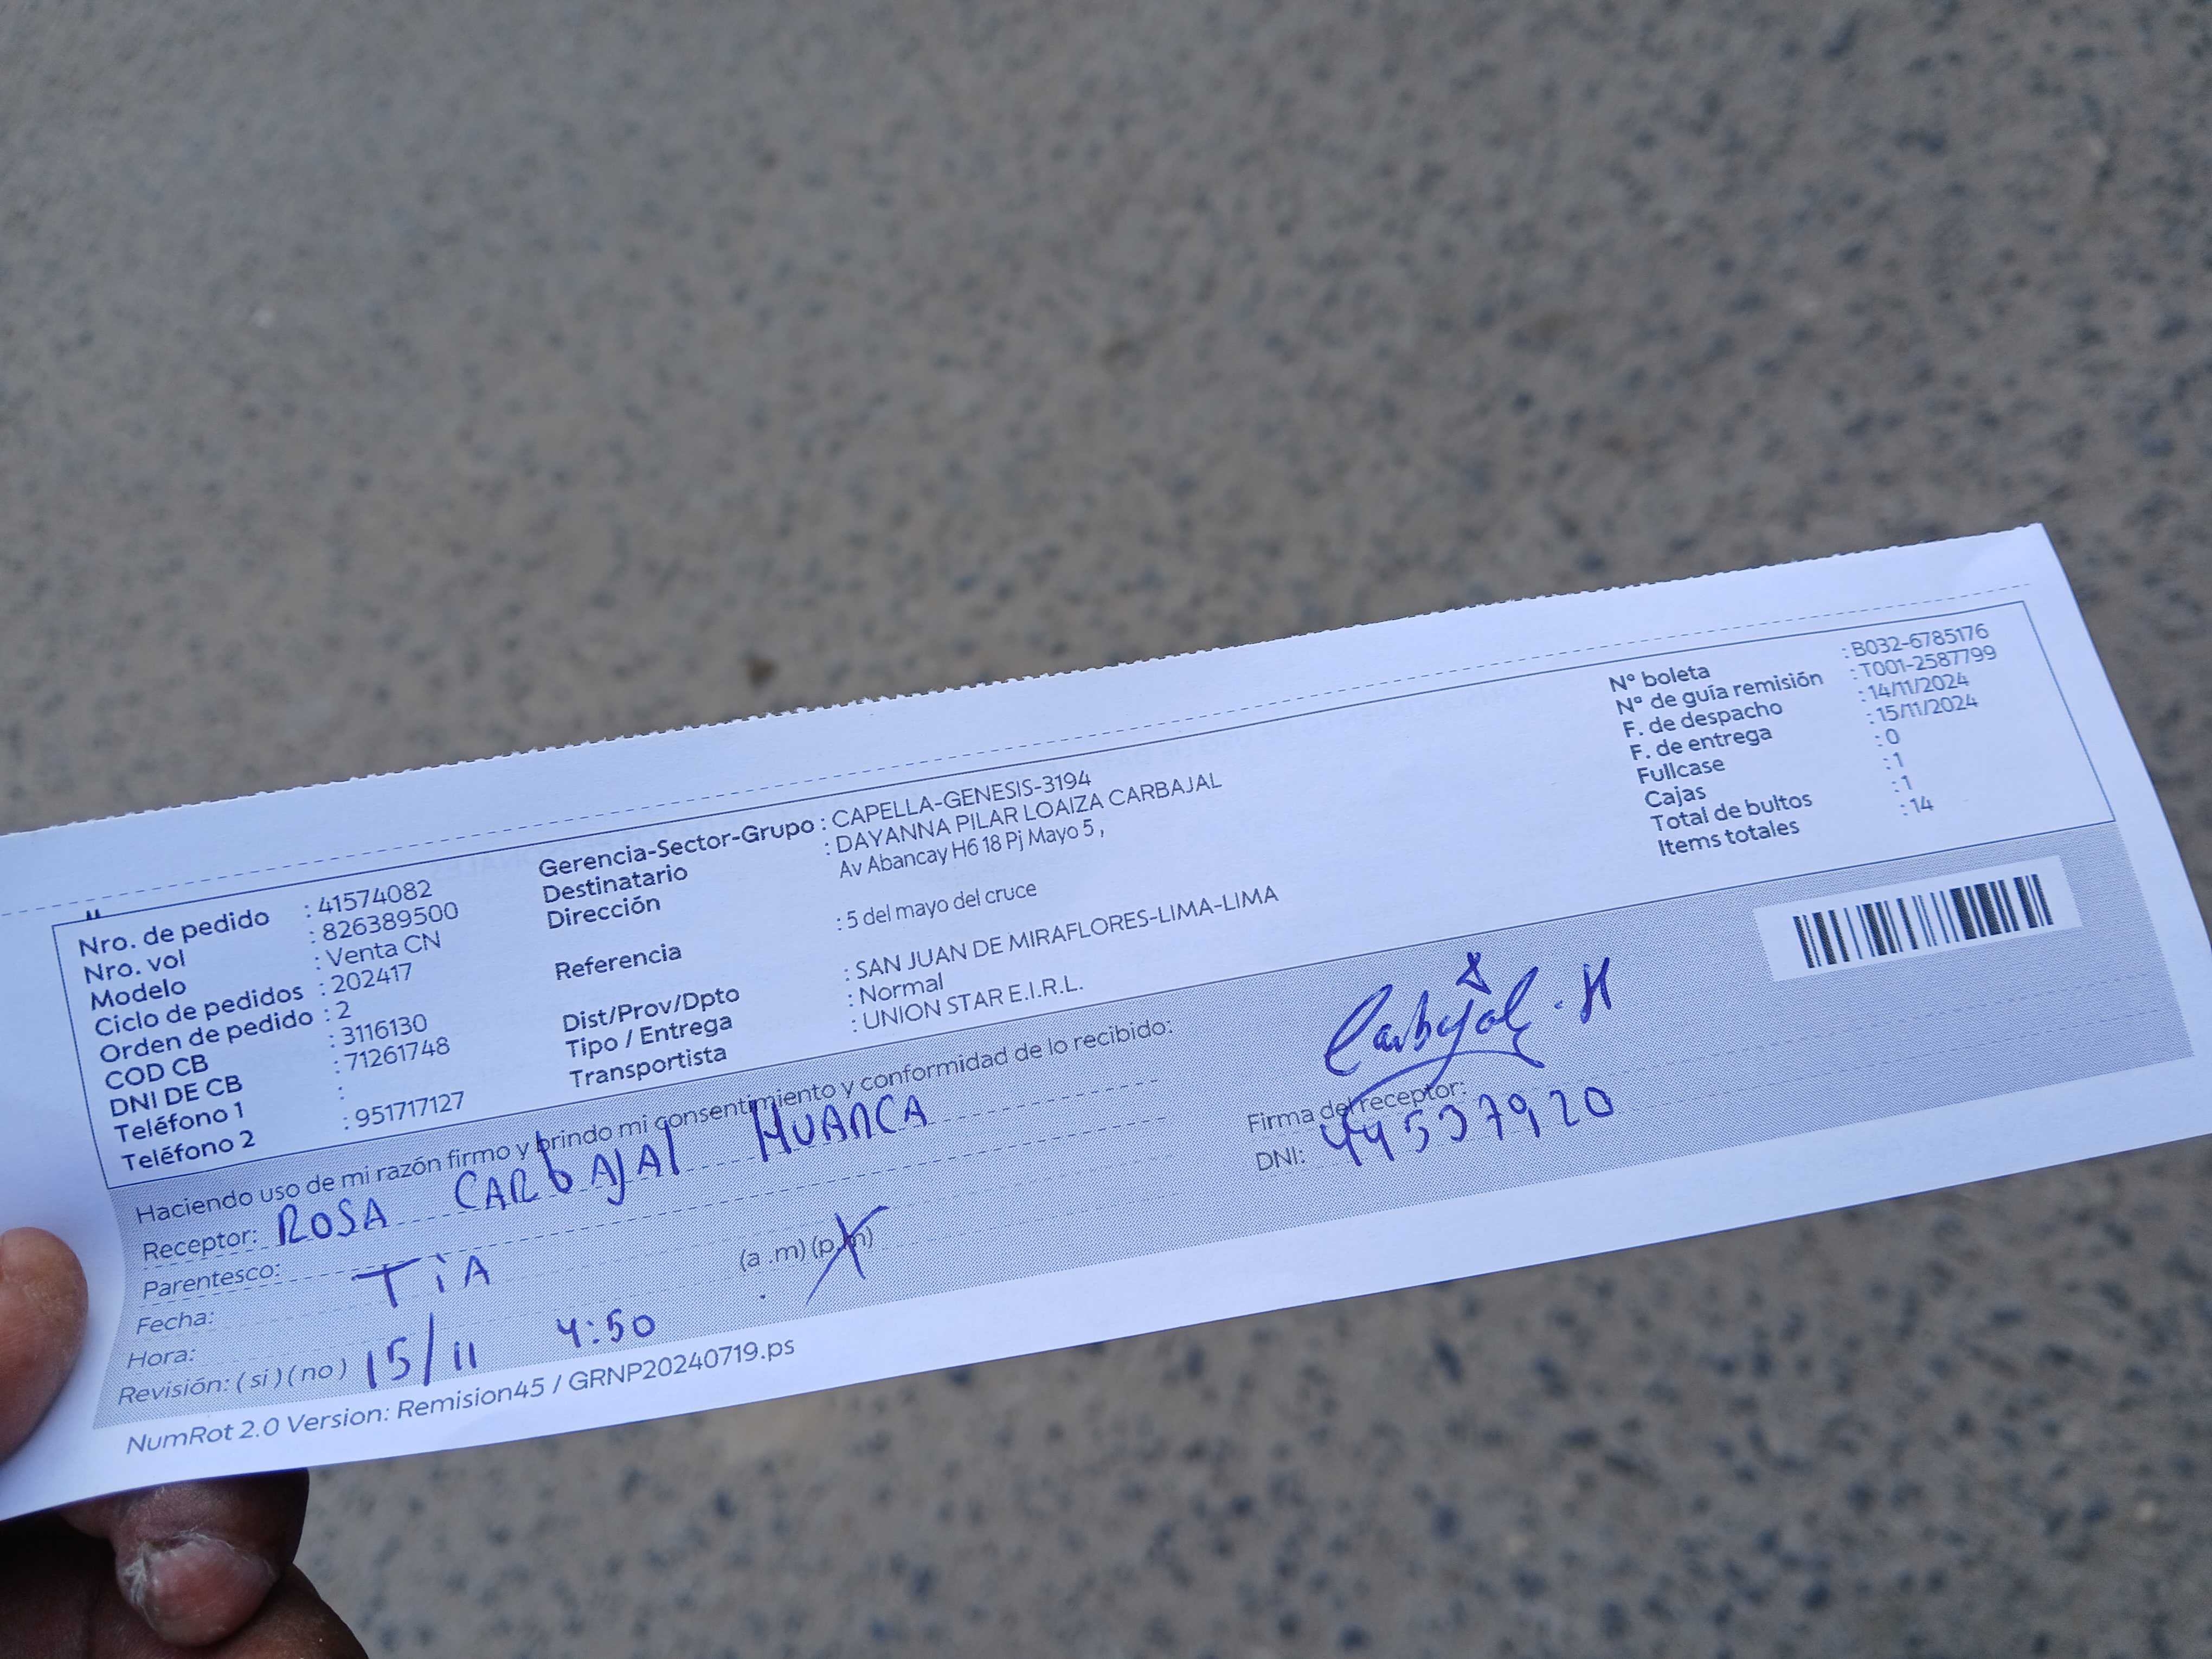 Nro. de pedido : 41574082
Nro. vol : 826389500
Modelo : Venta CN
Ciclo de pedidos : 202417
Orden de pedido : 2
COD CB : 3116130
DNI DE CB : 71261748
Teléfono 1 :
Teléfono 2 : 951717127
Gerencia-Sector-Grupo : CAPELLA-GENESIS-3194
Destinatario : DAYANNA PILAR LOAIZA CARBAJAL
Dirección Av Abancay H6 18 Pj Mayo 5 ,
Referencia : 5 del mayo del cruce
Dist/Prov/Dpto : SAN JUAN DE MIRAFLORES-LIMA-LIMA
Tipo / Entrega : Normal
Transportista : UNION STAR E.I.R.L.
N° boleta : B032-6785176
N° de guía remisión : T001-2587799
F. de despacho : 14/11/2024
F. de entrega : 15/11/2024
Fullcase : 0
Cajas : 1
Total de bultos : 1
Items totales : 14
Haciendo uso de mi razón firmo y brindo mi consentimiento y conformidad de lo recibido:
Receptor: ROSA CARbAJAl HUANCA
Parentesco: TiA
Fecha:
Hora: (a .m) (p.m)
Revisión: ( si ) ( no ) 15/11 4:50
Carbajal . H
Firma del receptor:
DNI: 44537920
NumRot 2.0 Version: Remision45 / GRNP20240719.ps